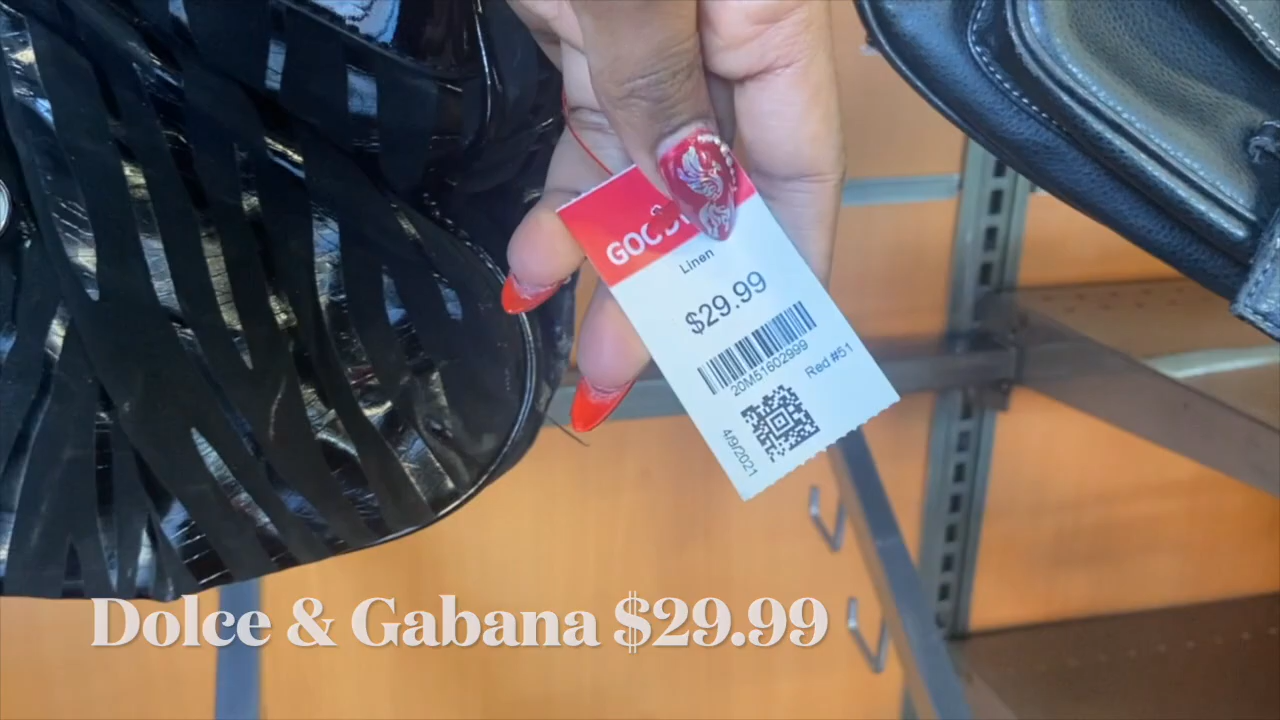 Linen
$29.99
20M51602999
Red #51
4/9/2021
Dolce & Gabana $29.99